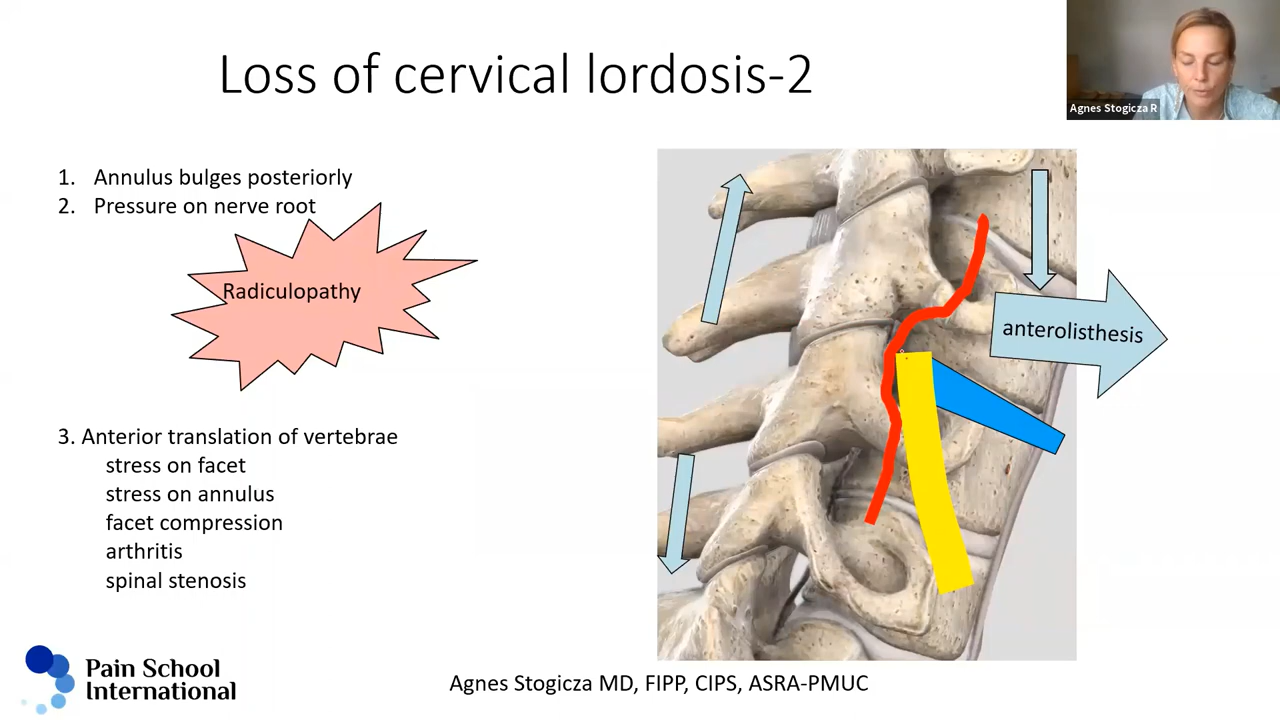 Loss of cervical lordosis-2
Agnes Stogicza R
1. Annulus bulges posteriorly
2. Pressure on nerve root
Radiculopathy
anterolisthesis
3. Anterior translation of vertebrae
stress on facet
stress on annulus
facet compression
arthritis
spinal stenosis
Pain School
International
Agnes Stogicza MD, FIPP, CIPS, ASRA-PMUC